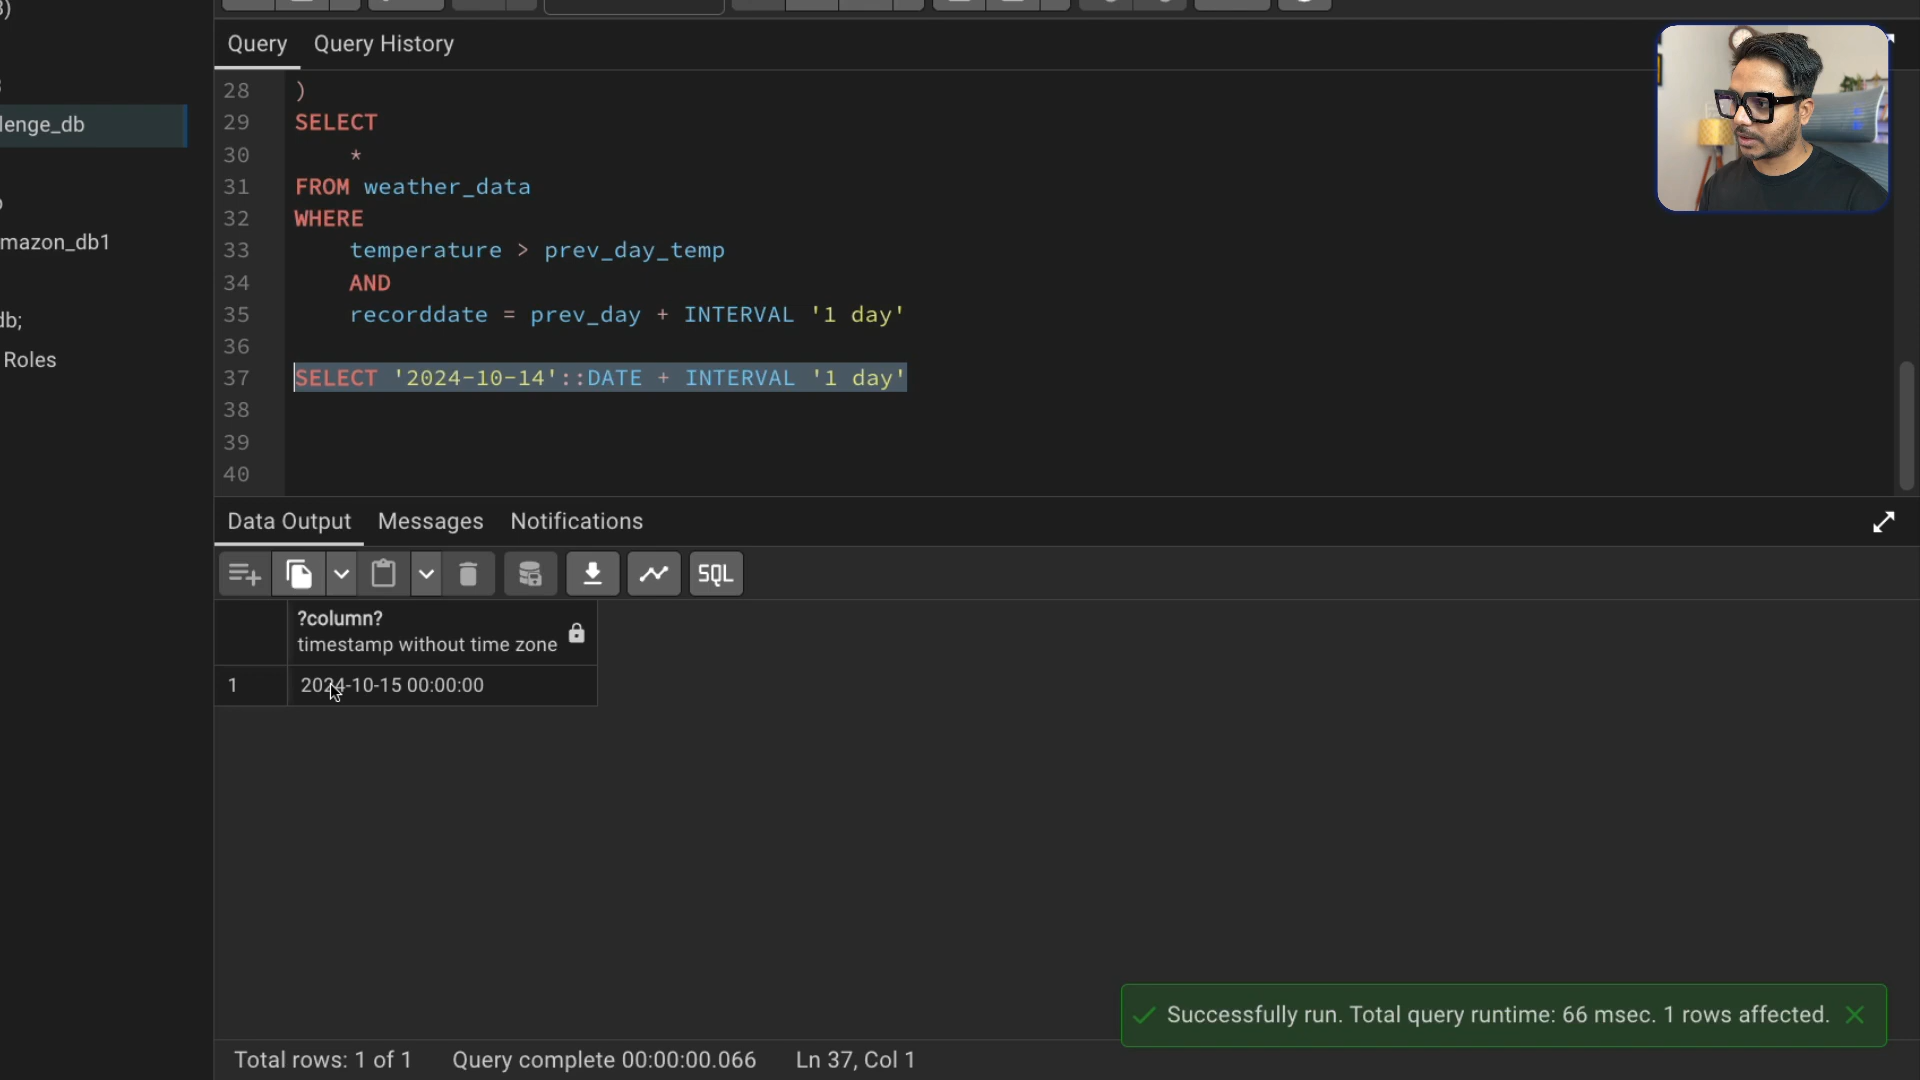 3)
lenge_db
mazon_db1
db;
Roles
Query Query History
28 )
29 SELECT
30 *
31 FROM weather_data
32 WHERE
33 temperature > prev_day_temp
34 AND
35 recorddate = prev_day + INTERVAL '1 day'
36
37 SELECT '2024-10-14'::DATE + INTERVAL '1 day'
38
39
40
Data Output Messages Notifications
SQL
?column?
timestamp without time zone
1 2024-10-15 00:00:00
Successfully run. Total query runtime: 66 msec. 1 rows affected.
Total rows: 1 of 1 Query complete 00:00:00.066 Ln 37, Col 1